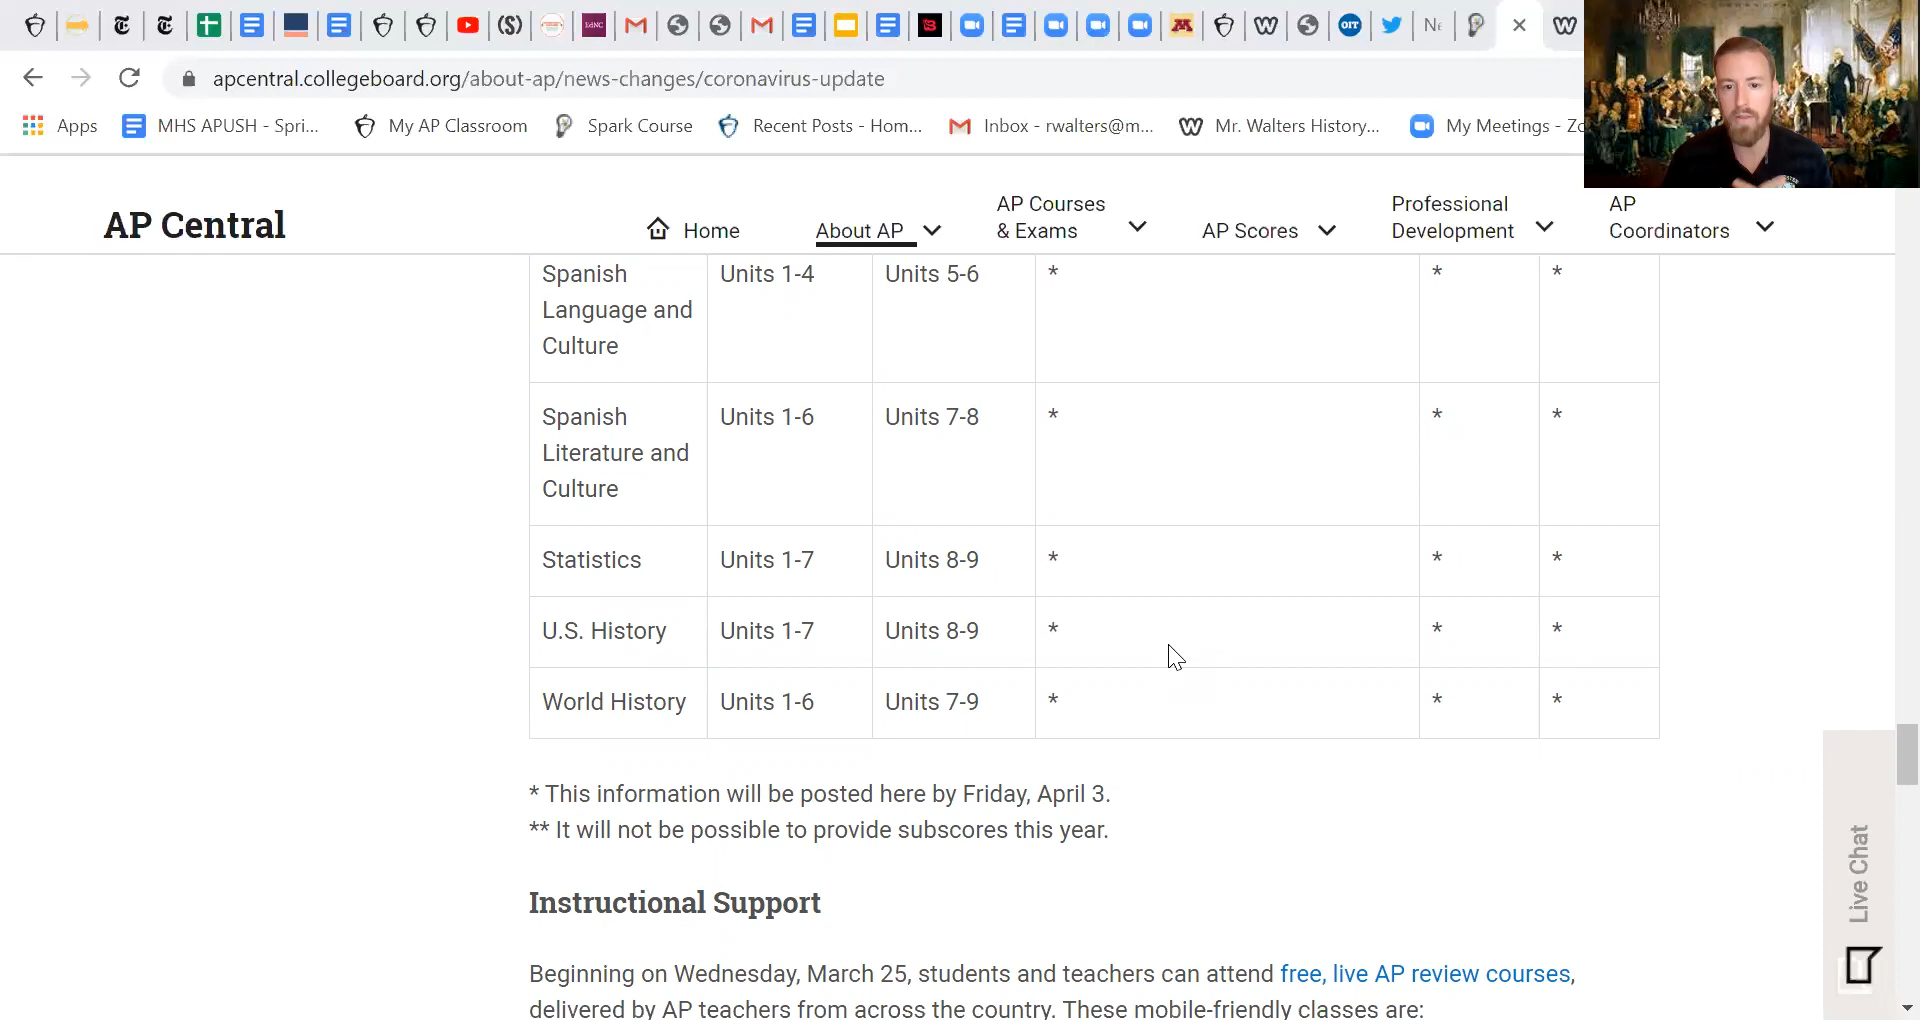 apcentral.collegeboard.org/about-ap/news-changes/coronavirus-update
Apps MHS APUSH - Spri... My AP Classroom Spark Course Recent Posts - Hom... Inbox - rwalters@m... Mr. Walters History... My Meetings - Zo
AP Central
Home
About AP
AP Courses
& Exams
AP Scores
Professional
Development
AP
Coordinators
Spanish
Language and
Culture
Units 1-4
Units 5-6
*
*
*
Spanish
Literature and
Culture
Units 1-6
Units 7-8
*
*
*
Statistics
Units 1-7
Units 8-9
*
*
*
U.S. History
Units 1-7
Units 8-9
*
*
*
World History
Units 1-6
Units 7-9
*
*
*
* This information will be posted here by Friday, April 3.
** It will not be possible to provide subscores this year.
Instructional Support
Beginning on Wednesday, March 25, students and teachers can attend free, live AP review courses,
delivered by AP teachers from across the country. These mobile-friendly classes are:
Live Chat